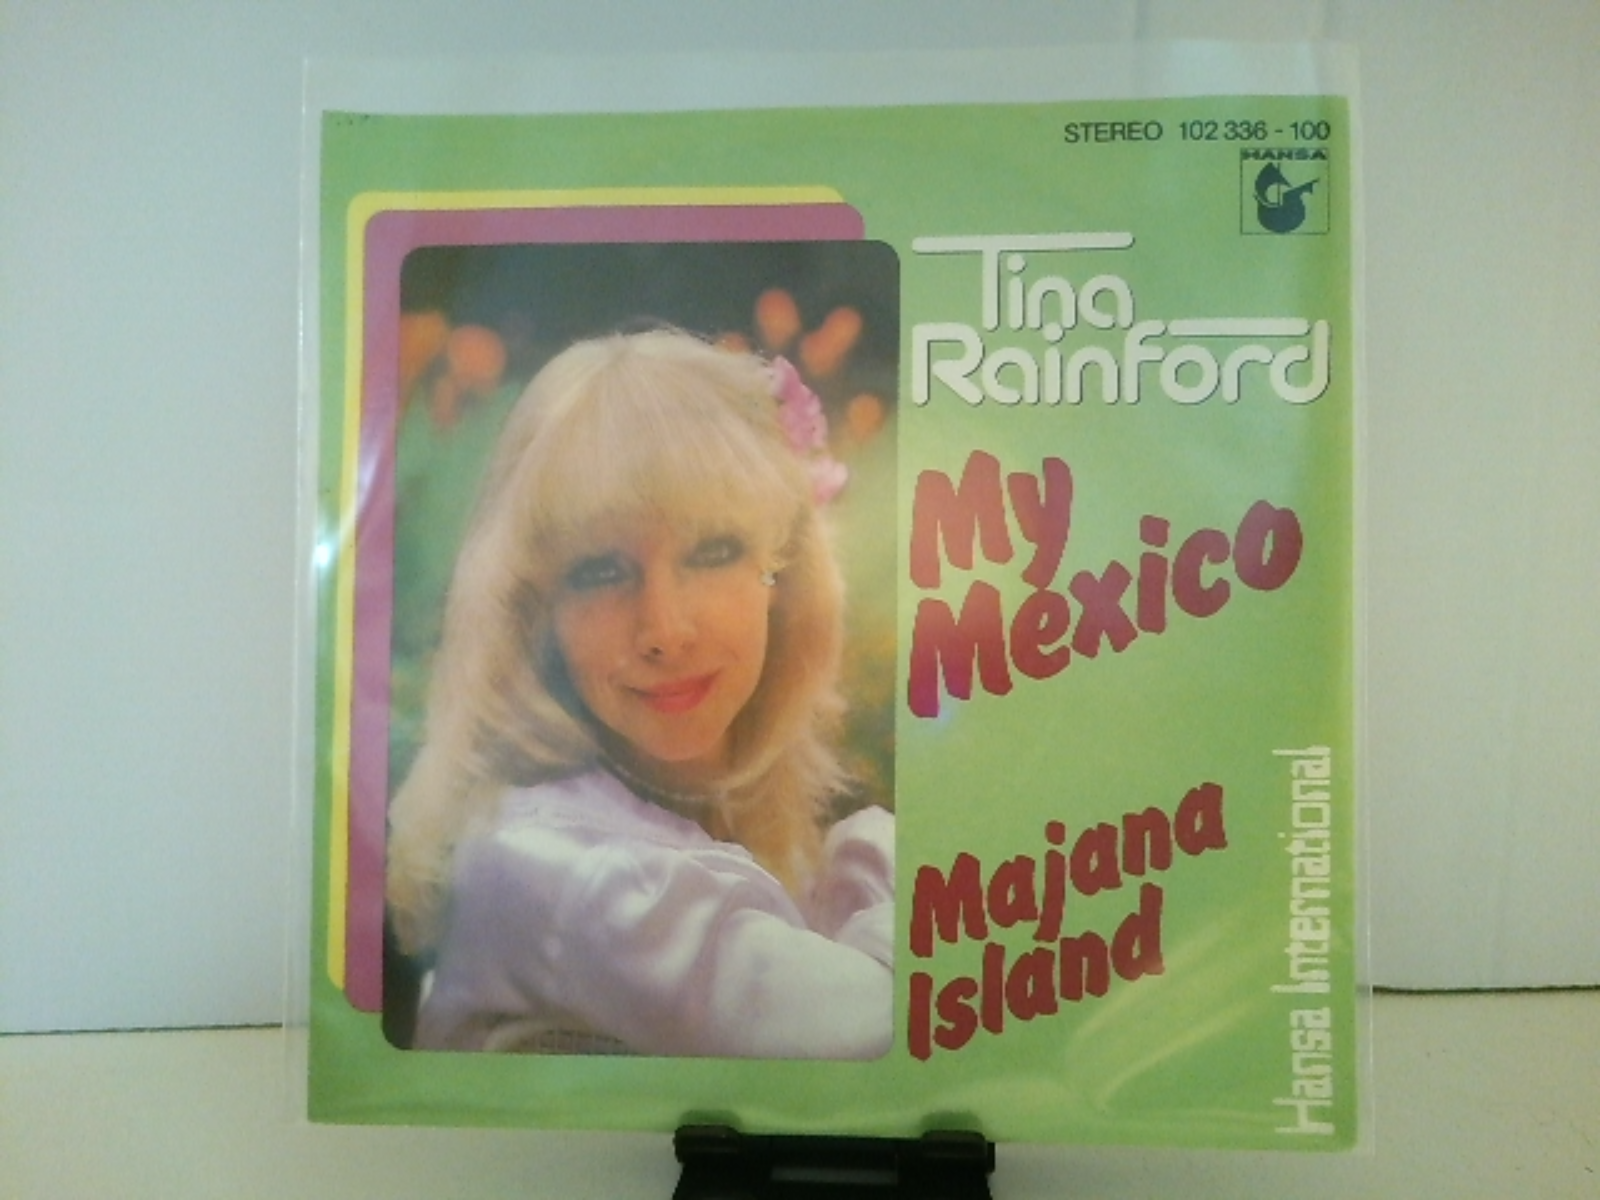 STEREO 102 336 - 100
HANSA
Tina
Rainford
My
Mexico
Majana
Island
Hansa International